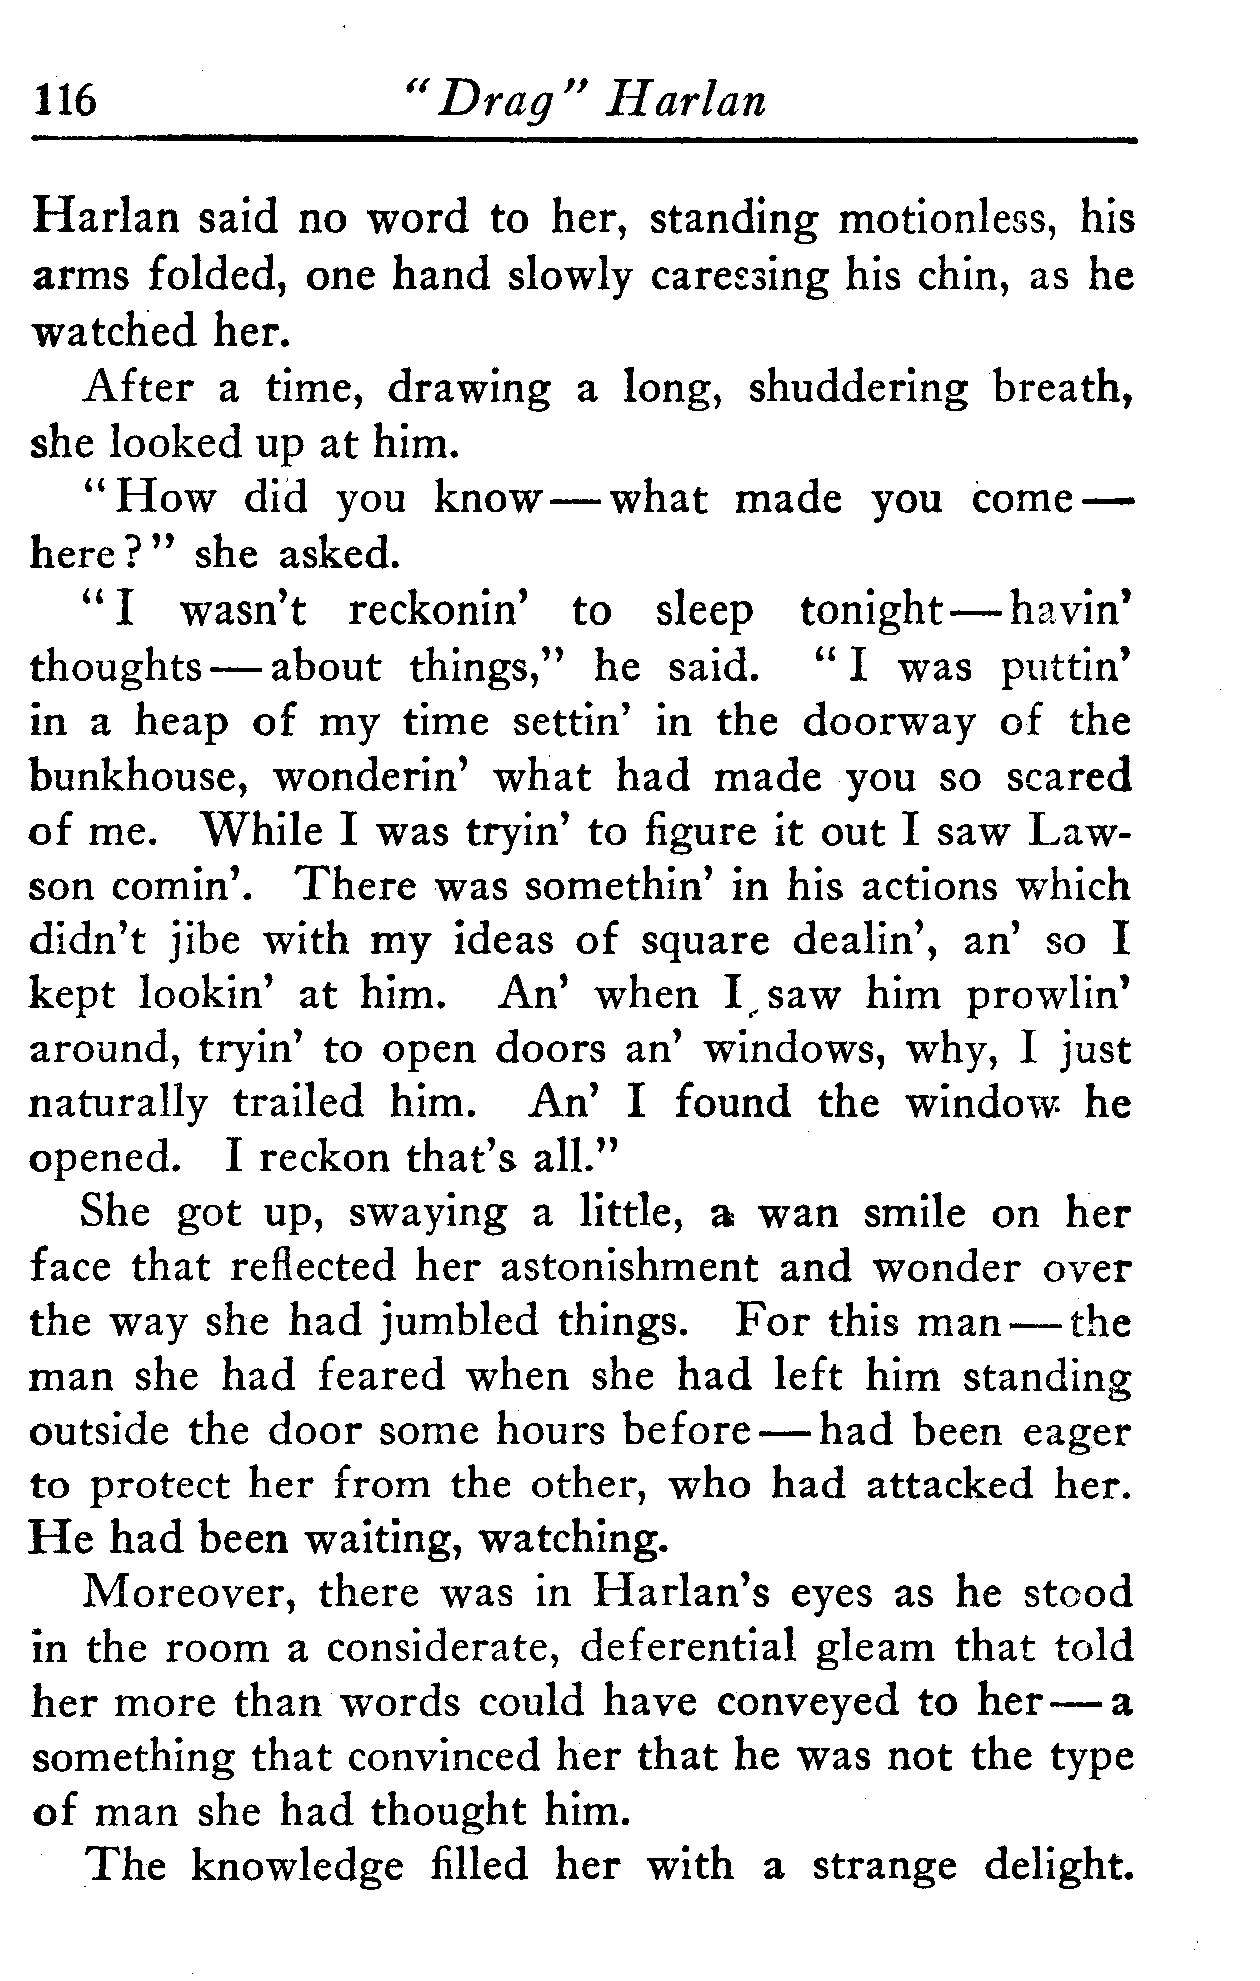 116 "Drag" Harlan
Harlan said no word to her, standing motionless, his
arms folded, one hand slowly caressing his chin, as he
watched her.
After a time, drawing a long, shuddering breath,
she looked up at him.
"How did you know—what made you come—
here?" she asked.
"I wasn't reckonin' to sleep tonight—havin'
thoughts—about things," he said. "I was puttin'
in a heap of my time settin' in the doorway of the
bunkhouse, wonderin' what had made you so scared
of me. While I was tryin' to figure it out I saw Law-
son comin'. There was somethin' in his actions which
didn't jibe with my ideas of square dealin', an' so I
kept lookin' at him. An' when I saw him prowlin'
around, tryin' to open doors an' windows, why, I just
naturally trailed him. An' I found the window he
opened. I reckon that's all."
She got up, swaying a little, a wan smile on her
face that reflected her astonishment and wonder over
the way she had jumbled things. For this man—the
man she had feared when she had left him standing
outside the door some hours before—had been eager
to protect her from the other, who had attacked her.
He had been waiting, watching.
Moreover, there was in Harlan's eyes as he stood
in the room a considerate, deferential gleam that told
her more than words could have conveyed to her—a
something that convinced her that he was not the type
of man she had thought him.
The knowledge filled her with a strange delight.